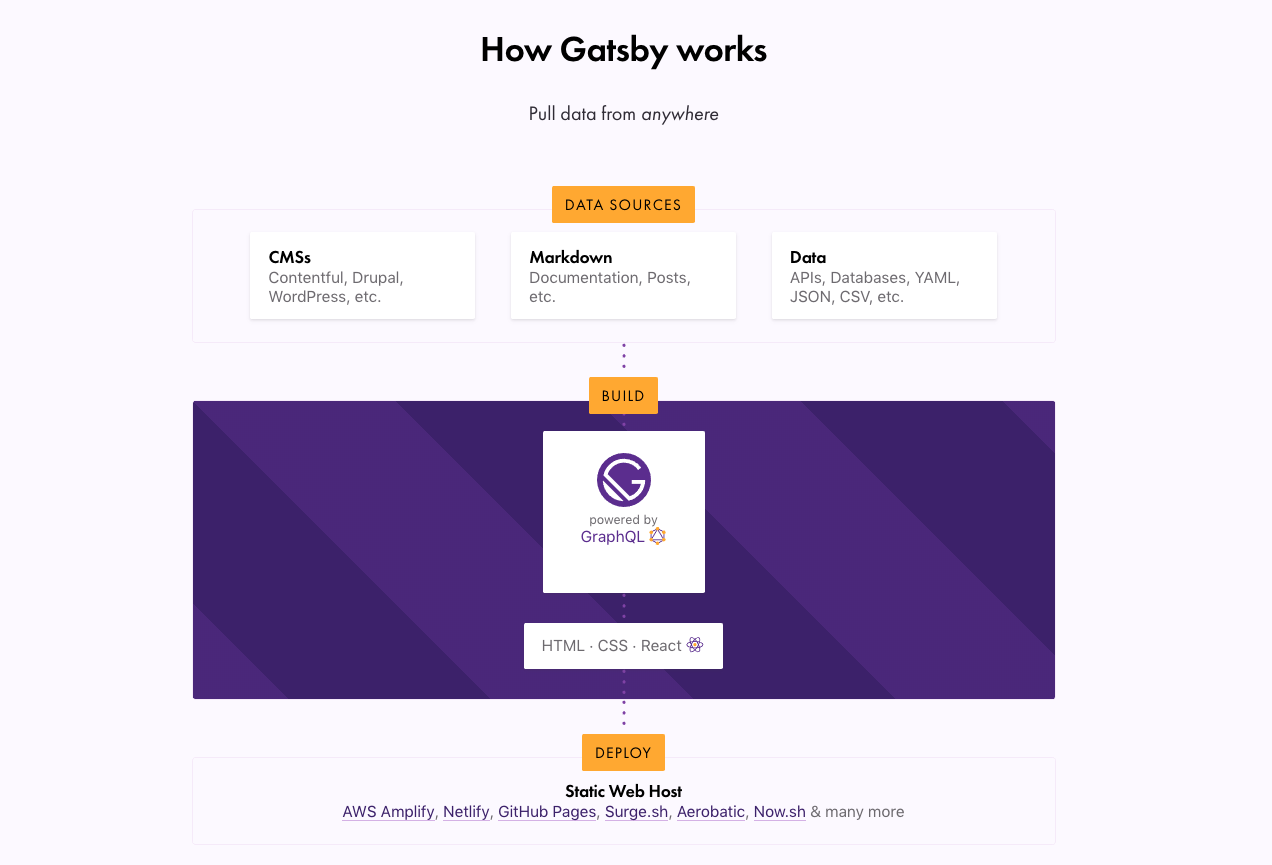 How Gatsby works
Pull data from anywhere
DATA SOURCES
CMSs
Contentful, Drupal,
WordPress, etc.
Markdown
Documentation, Posts,
etc.
Data
APIs, Databases, YAML,
JSON, CSV, etc.
BUILD
powered by
GraphQL
HTML · CSS · React
DEPLOY
Static Web Host
AWS Amplify, Netlify, GitHub Pages, Surge.sh, Aerobatic, Now.sh & many more